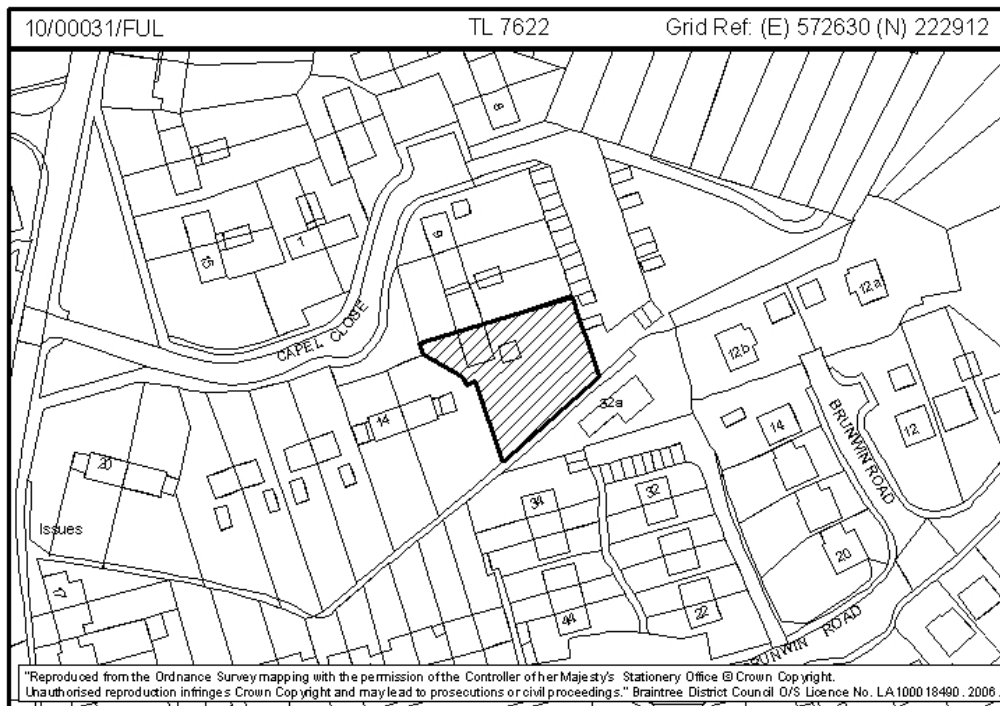 10/00031/FUL TL 7622 Grid Ref: (E) 572630 (N) 222912
8
9
1
15
CAPEL CLOSE
12a
12b
32a
14
14
12
BRUNWIN ROAD
20
34
32
Issues
20
17
44
22
BRUNWIN ROAD
"Reproduced from the Ordnance Survey mapping with the permission of the Controller of her Majesty's Stationery Office @ Crown Copyright.
Unauthorised reproduction infringes Crown Copyright and may lead to prosecutions or civil proceedings." Braintree District Council O/S Licence No. LA 100018490. 2006.